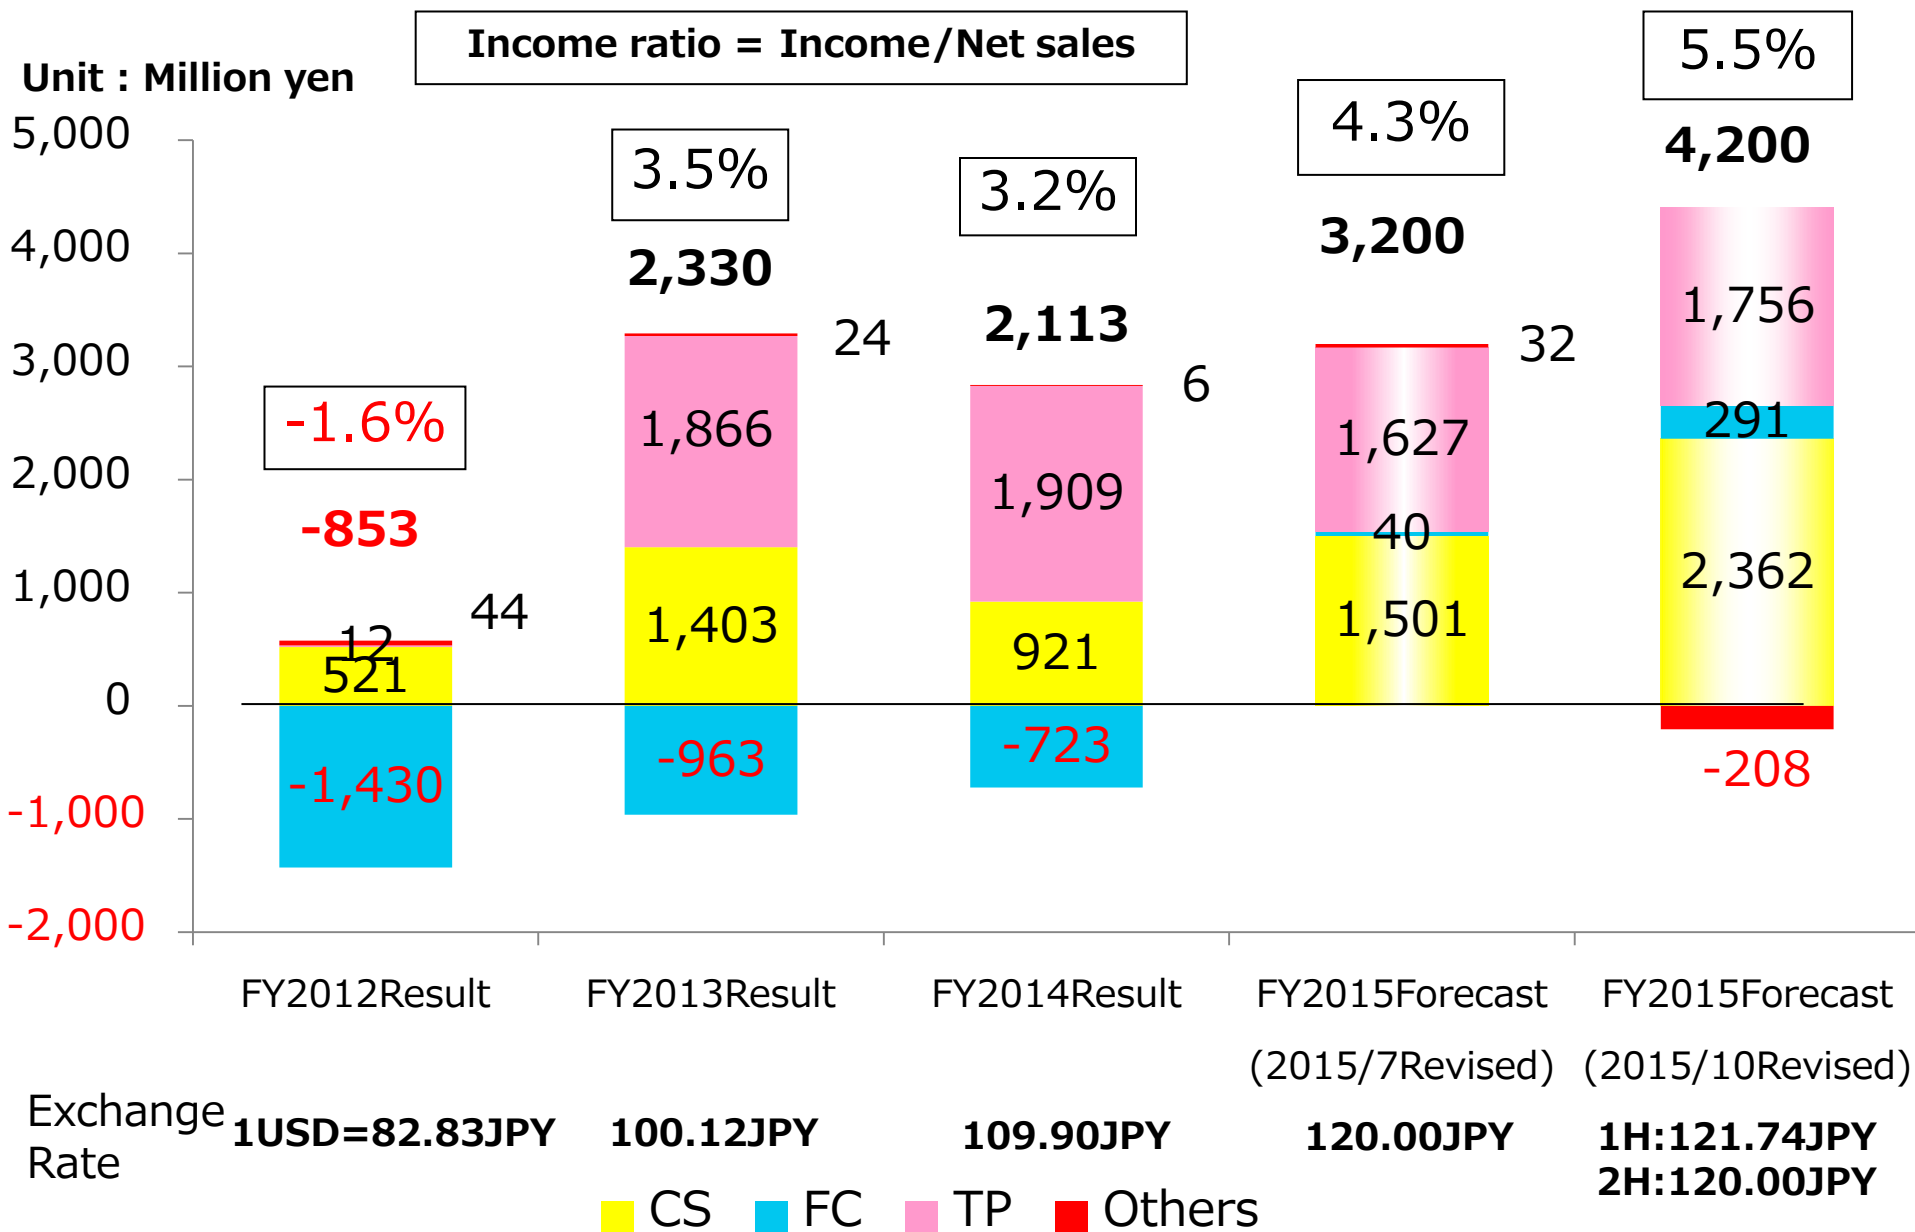 Income ratio = Income/Net sales
Unit : Million yen
5,000
4,000
3,000
2,000
1,000
0
-1,000
-2,000
-1.6%
-853
44
12
521
-1,430
3.5%
2,330
24
1,866
1,403
-963
3.2%
2,113
6
1,909
921
-723
4.3%
3,200
32
1,627
40
1,501
5.5%
4,200
1,756
291
2,362
-208
FY2012Result
FY2013Result
FY2014Result
FY2015Forecast
(2015/7Revised)
FY2015Forecast
(2015/10Revised)
Exchange
Rate
1USD=82.83JPY
100.12JPY
109.90JPY
120.00JPY
1H:121.74JPY
2H:120.00JPY
CS FC TP Others